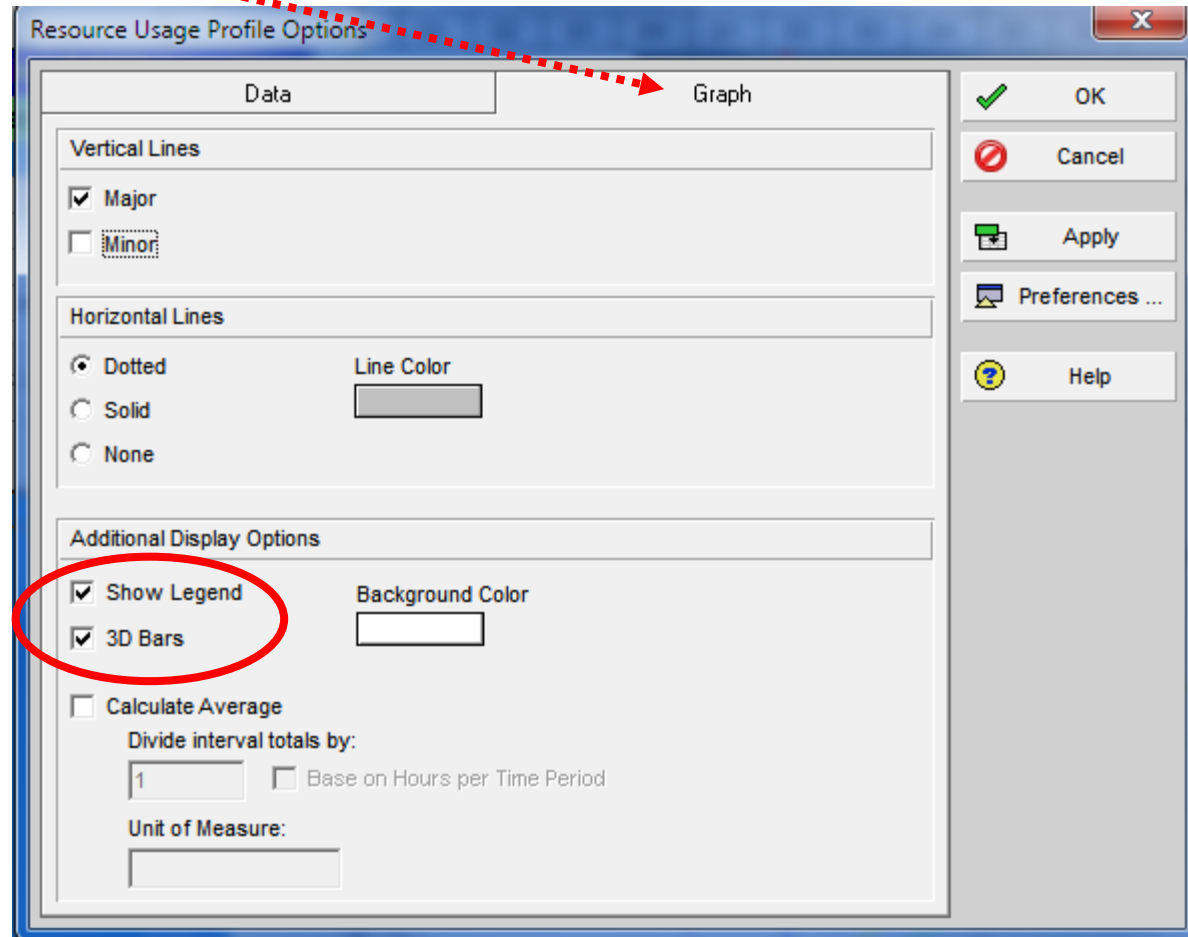 Resource Usage Profile Options
Data
Graph
OK
Cancel
Apply
Preferences ...
Help
Vertical Lines
Major
Minor
Horizontal Lines
Dotted
Line Color
Solid
None
Additional Display Options
Show Legend
Background Color
3D Bars
Calculate Average
Divide interval totals by:
1
Base on Hours per Time Period
Unit of Measure: